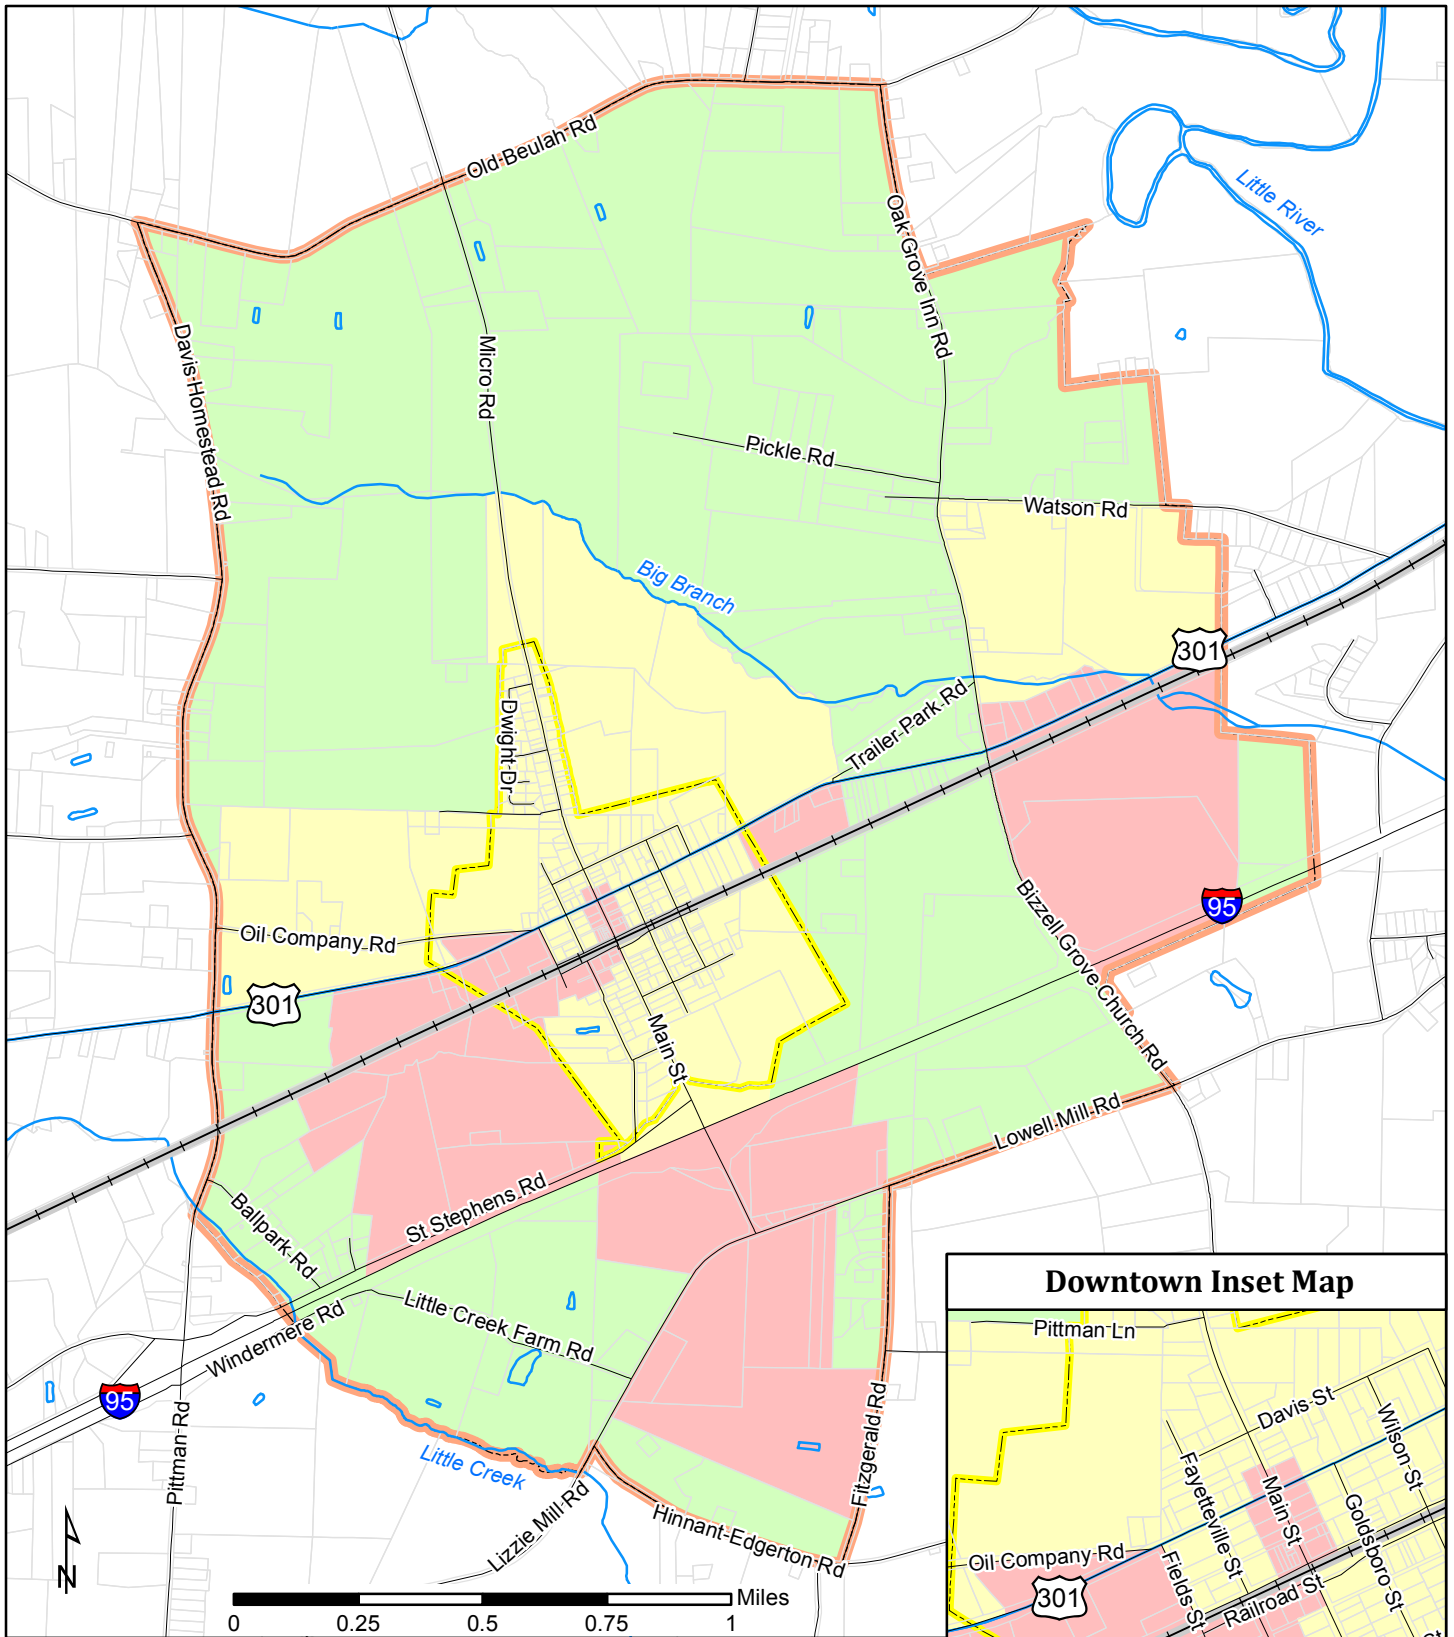 Old Beulah Rd
Oak Grove Inn Rd
Little River
Davis Homestead Rd
Micro Rd
Pickle Rd
Watson Rd
Big Branch
301
Dwight Dr
Trailer Park Rd
Bizzell Grove Church Rd
95
Oil Company Rd
301
Main St
Lowell Mill Rd
Ballpark Rd
St Stephens Rd
Little Creek Farm Rd
Windermere Rd
95
Pittman Rd
Little Creek
Fitzgerald Rd
Lizzie Mill Rd
Hinnant-Edgerton Rd
N
Miles
0 0.25 0.5 0.75 1
Downtown Inset Map
Pittman Ln
Davis St
Wilson St
Fayetteville St
Main St
Goldsboro St
Oil Company Rd
301
Fields St
Railroad St
St